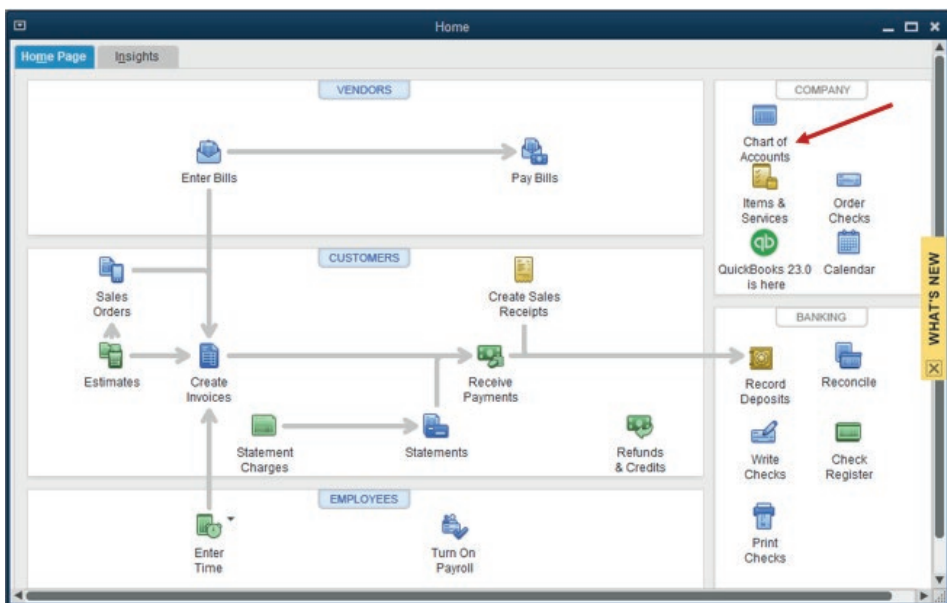 Home
Home Page
Insights
VENDORS
Enter Bills
Pay Bills
CUSTOMERS
Sales
Orders
Create Sales
Receipts
Estimates
Create
Invoices
Receive
Payments
Statement
Charges
Statements
Refunds
& Credits
EMPLOYEES
Enter
Time
Turn On
Payroll
COMPANY
Chart of
Accounts
Items &
Services
Order
Checks
qb
QuickBooks 23.0
is here
Calendar
BANKING
Record
Deposits
Reconcile
Write
Checks
Check
Register
Print
Checks
WHAT'S NEW